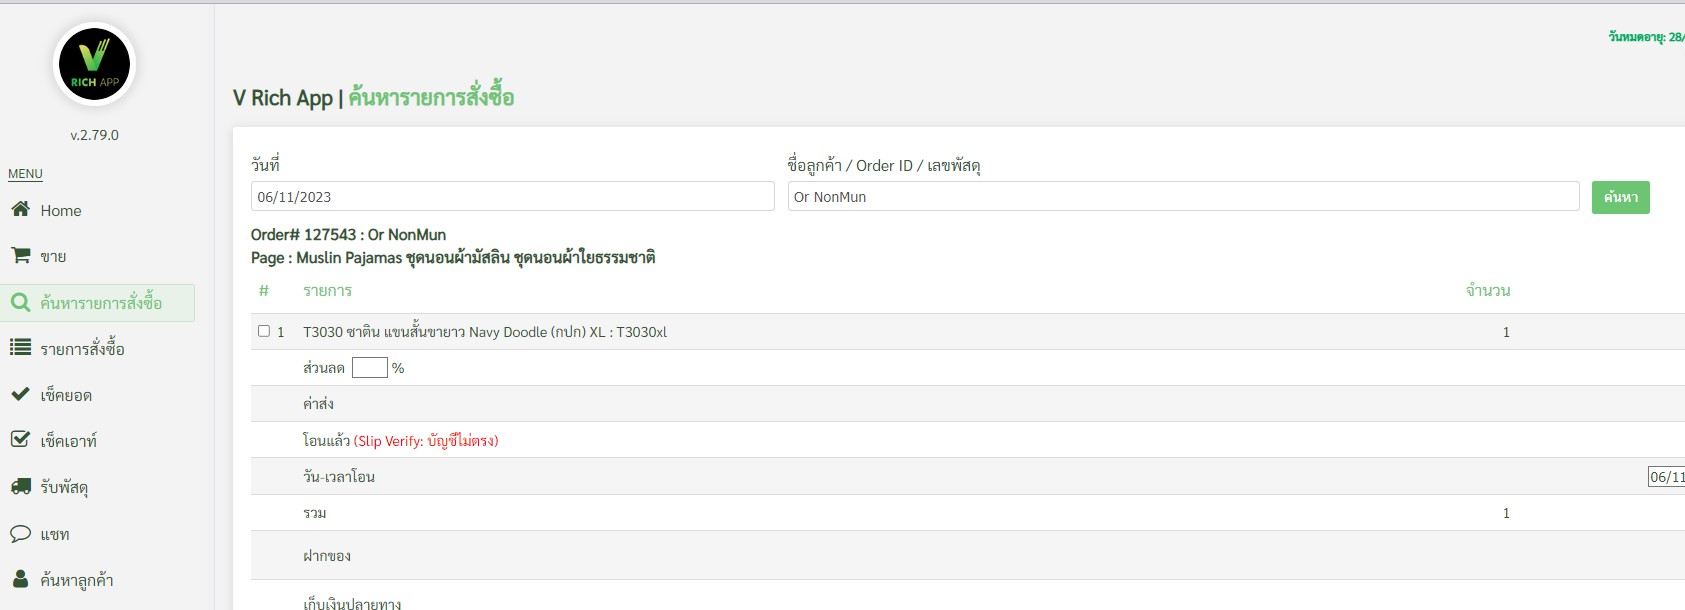 วันหมดอายุ: 28/
V
RICH APP
v.2.79.0
MENU
Home
ขาย
ค้นหารายการสั่งซื้อ
รายการสั่งซื้อ
เช็คยอด
เช็คเอาท์
รับพัสดุ
แชท
ค้นหาลูกค้า
V Rich App | ค้นหารายการสั่งซื้อ
วันที่
ชื่อลูกค้า / Order ID / เลขพัสดุ
06/11/2023
Or NonMun
ค้นหา
Order# 127543 : Or NonMun
Page : Muslin Pajamas ชุดนอนผ้ามัสลิน ชุดนอนผ้าใยธรรมชาติ
# รายการ จำนวน
1 T3030 ซาติน แขนสั้นขายาว Navy Doodle (กปก) XL : T3030xl 1
ส่วนลด %
ค่าส่ง
โอนแล้ว (Slip Verify: บัญชีไม่ตรง)
วัน-เวลาโอน 06/11
รวม 1
ฝากของ
เก็บเงินปลายทาง